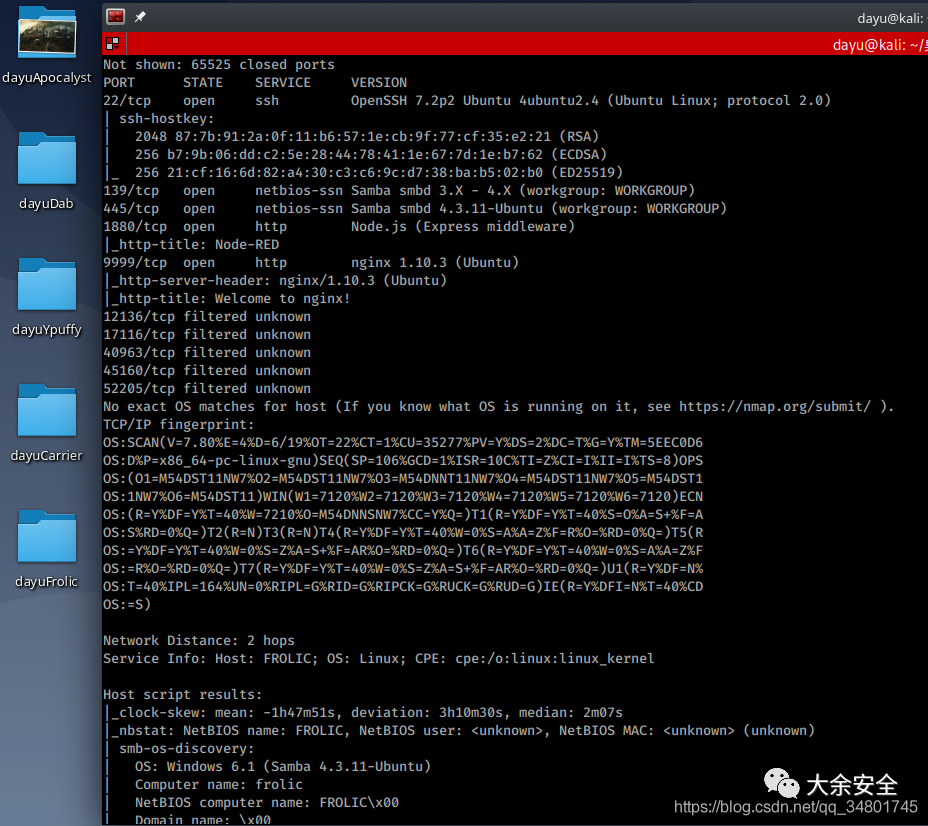 dayuApocalyst
dayuDab
dayuYpuffy
dayuCarrier
dayuFrolic
dayu@kali:
dayu@kali: ~/
Not shown: 65525 closed ports
PORT      STATE    SERVICE     VERSION
22/tcp    open     ssh         OpenSSH 7.2p2 Ubuntu 4ubuntu2.4 (Ubuntu Linux; protocol 2.0)
| ssh-hostkey:
|   2048 87:7b:91:2a:0f:11:b6:57:1e:cb:9f:77:cf:35:e2:21 (RSA)
|   256 b7:9b:06:dd:c2:5e:28:44:78:41:1e:67:7d:1e:b7:62 (ECDSA)
|_  256 21:cf:16:6d:82:a4:30:c3:c6:9c:d7:38:ba:b5:02:b0 (ED25519)
139/tcp   open     netbios-ssn Samba smbd 3.X - 4.X (workgroup: WORKGROUP)
445/tcp   open     netbios-ssn Samba smbd 4.3.11-Ubuntu (workgroup: WORKGROUP)
1880/tcp  open     http        Node.js (Express middleware)
|_http-title: Node-RED
9999/tcp  open     http        nginx 1.10.3 (Ubuntu)
|_http-server-header: nginx/1.10.3 (Ubuntu)
|_http-title: Welcome to nginx!
12136/tcp filtered unknown
17116/tcp filtered unknown
40963/tcp filtered unknown
45160/tcp filtered unknown
52205/tcp filtered unknown
No exact OS matches for host (If you know what OS is running on it, see https://nmap.org/submit/ ).
TCP/IP fingerprint:
OS:SCAN(V=7.80%E=4%D=6/19%OT=22%CT=1%CU=35277%PV=Y%DS=2%DC=T%G=Y%TM=5EEC0D6
OS:D%P=x86_64-pc-linux-gnu)SEQ(SP=106%GCD=1%ISR=10C%TI=Z%CI=I%II=I%TS=8)OPS
OS:(O1=M54DST11NW7%O2=M54DST11NW7%O3=M54DNNT11NW7%O4=M54DST11NW7%O5=M54DST1
OS:1NW7%O6=M54DST11)WIN(W1=7120%W2=7120%W3=7120%W4=7120%W5=7120%W6=7120)ECN
OS:(R=Y%DF=Y%T=40%W=7210%O=M54DNNSNW7%CC=Y%Q=)T1(R=Y%DF=Y%T=40%S=O%A=S+%F=A
OS:S%RD=0%Q=)T2(R=N)T3(R=N)T4(R=Y%DF=Y%T=40%W=0%S=A%A=Z%F=R%O=%RD=0%Q=)T5(R
OS:=Y%DF=Y%T=40%W=0%S=Z%A=S+%F=AR%O=%RD=0%Q=)T6(R=Y%DF=Y%T=40%W=0%S=A%A=Z%F
OS:=R%O=%RD=0%Q=)T7(R=Y%DF=Y%T=40%W=0%S=Z%A=S+%F=AR%O=%RD=0%Q=)U1(R=Y%DF=N%
OS:T=40%IPL=164%UN=0%RIPL=G%RID=G%RIPCK=G%RUCK=G%RUD=G)IE(R=Y%DFI=N%T=40%CD
OS:=S)
Network Distance: 2 hops
Service Info: Host: FROLIC; OS: Linux; CPE: cpe:/o:linux:linux_kernel
Host script results:
|_clock-skew: mean: -1h47m51s, deviation: 3h10m30s, median: 2m07s
|_nbstat: NetBIOS name: FROLIC, NetBIOS user: <unknown>, NetBIOS MAC: <unknown> (unknown)
| smb-os-discovery:
|   OS: Windows 6.1 (Samba 4.3.11-Ubuntu)
|   Computer name: frolic
|   NetBIOS computer name: FROLIC\x00
|   Domain name: \x00
大余安全
https://blog.csdn.net/qq_34801745